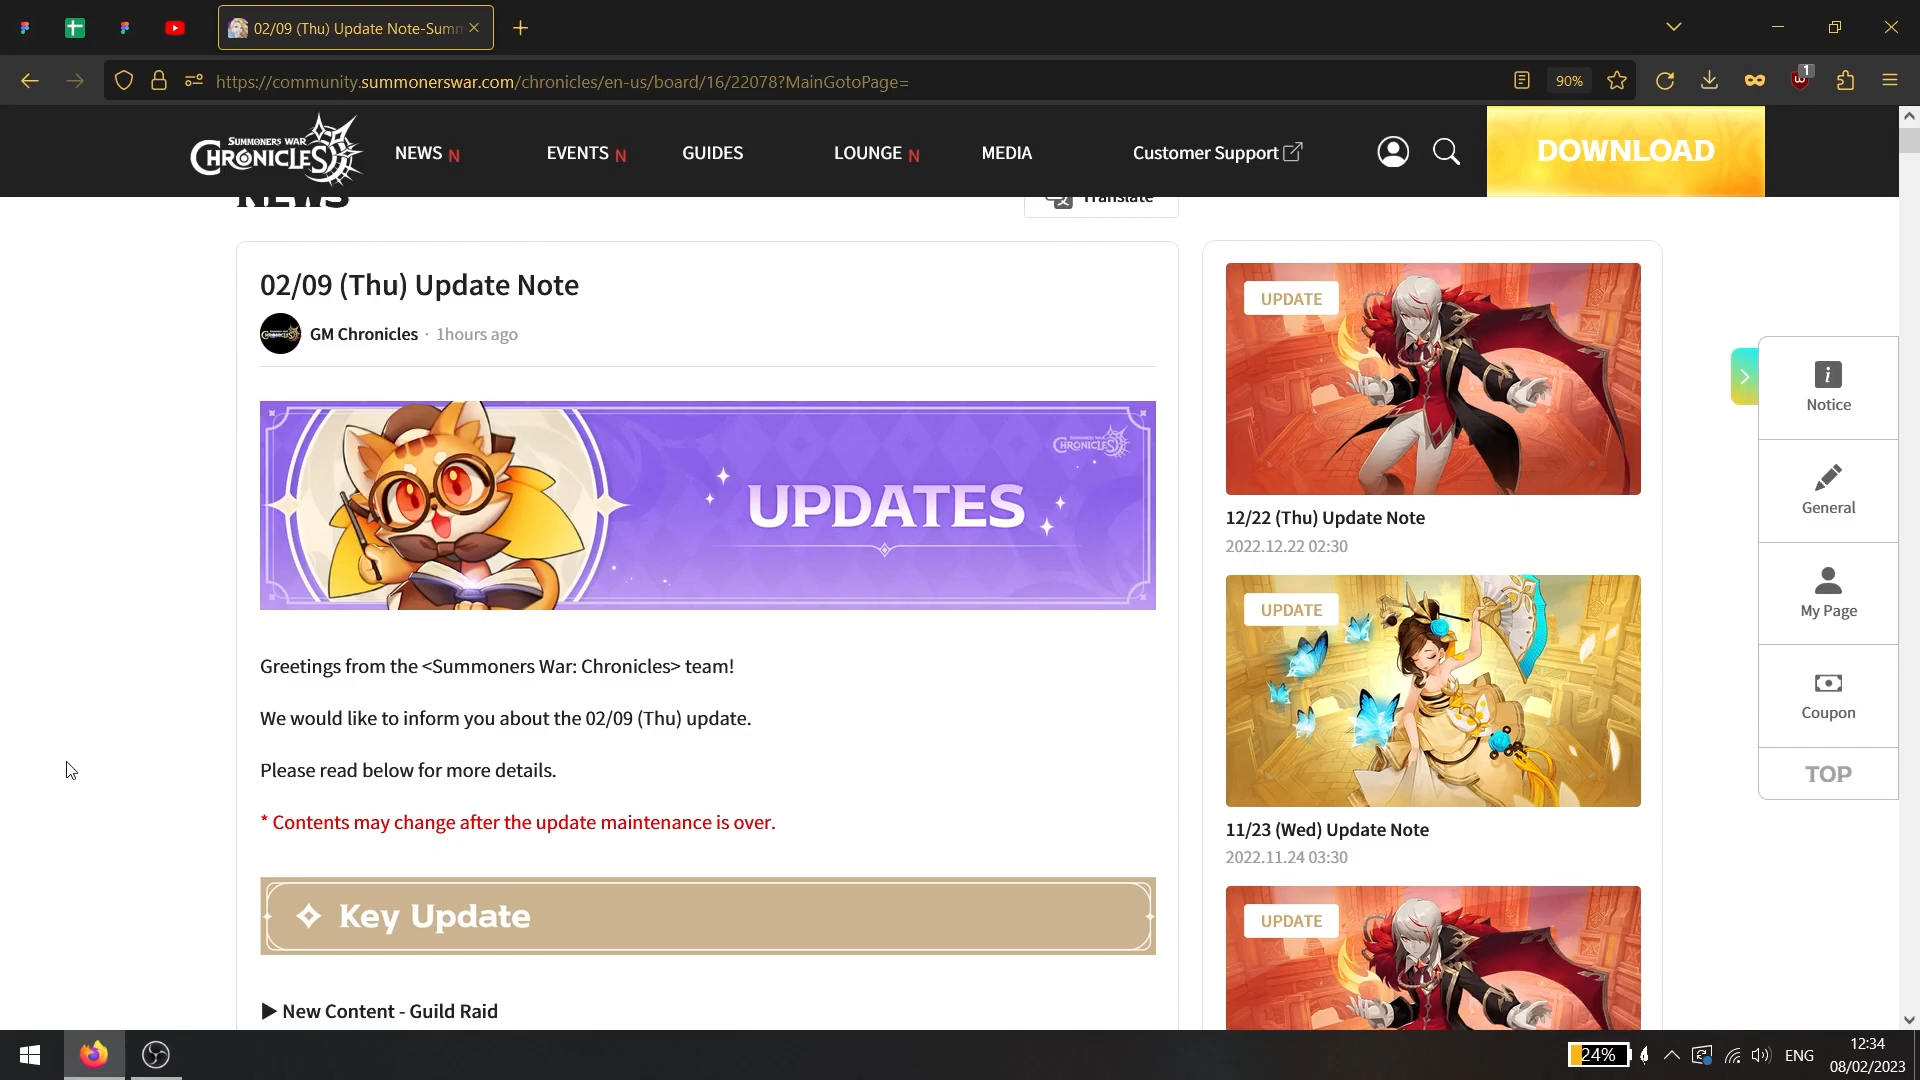 02/09 (Thu) Update Note-Summ
https://community.summonerswar.com/chronicles/en-us/board/16/22078?MainGotoPage=
90%
1
SUMMONERS WAR
CHRONICLES
NEWS N
EVENTS N
GUIDES
LOUNGE N
MEDIA
Customer Support
DOWNLOAD
NEWS
Translate
02/09 (Thu) Update Note
GM Chronicles · 1hours ago
SUMMONERS WAR
CHRONICLES
UPDATES
Greetings from the <Summoners War: Chronicles> team!
We would like to inform you about the 02/09 (Thu) update.
Please read below for more details.
* Contents may change after the update maintenance is over.
Key Update
▶ New Content - Guild Raid
UPDATE
12/22 (Thu) Update Note
2022.12.22 02:30
UPDATE
11/23 (Wed) Update Note
2022.11.24 03:30
UPDATE
Notice
General
My Page
Coupon
TOP
24%
ENG
12:34
08/02/2023